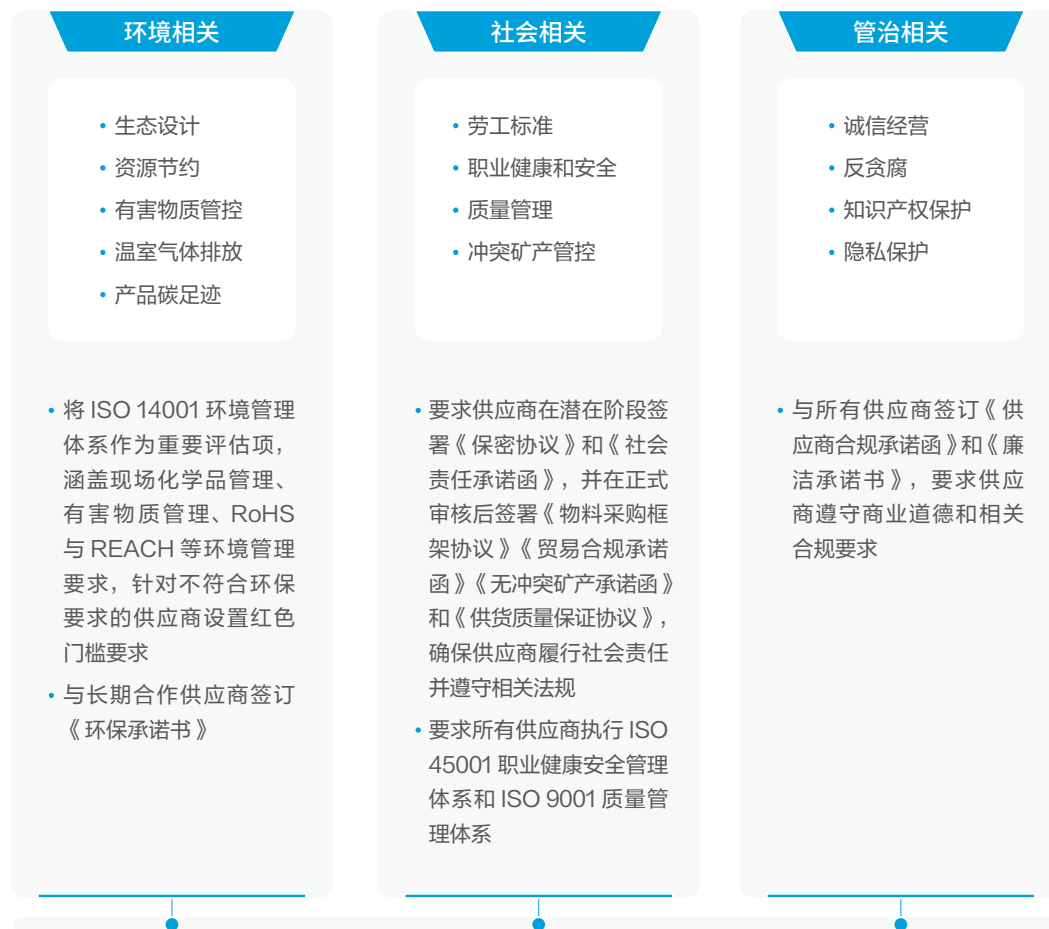 环境相关
• 生态设计
• 资源节约
• 有害物质管控
• 温室气体排放
• 产品碳足迹
• 将 ISO 14001 环境管理
体系作为重要评估项，
涵盖现场化学品管理、
有害物质管理、RoHS
与 REACH 等环境管理
要求，针对不符合环保
要求的供应商设置红色
门槛要求
• 与长期合作供应商签订
《环保承诺书》
社会相关
• 劳工标准
• 职业健康和安全
• 质量管理
• 冲突矿产管控
• 要求供应商在潜在阶段签
署《保密协议》和《社会
责任承诺函》，并在正式
审核后签署《物料采购框
架协议》《贸易合规承诺
函》《无冲突矿产承诺函》
和《供货质量保证协议》，
确保供应商履行社会责任
并遵守相关法规
• 要求所有供应商执行 ISO
45001 职业健康安全管理
体系和 ISO 9001 质量管
理体系
管治相关
• 诚信经营
• 反贪腐
• 知识产权保护
• 隐私保护
• 与所有供应商签订《供
应商合规承诺函》和《廉
洁承诺书》，要求供应
商遵守商业道德和相关
合规要求